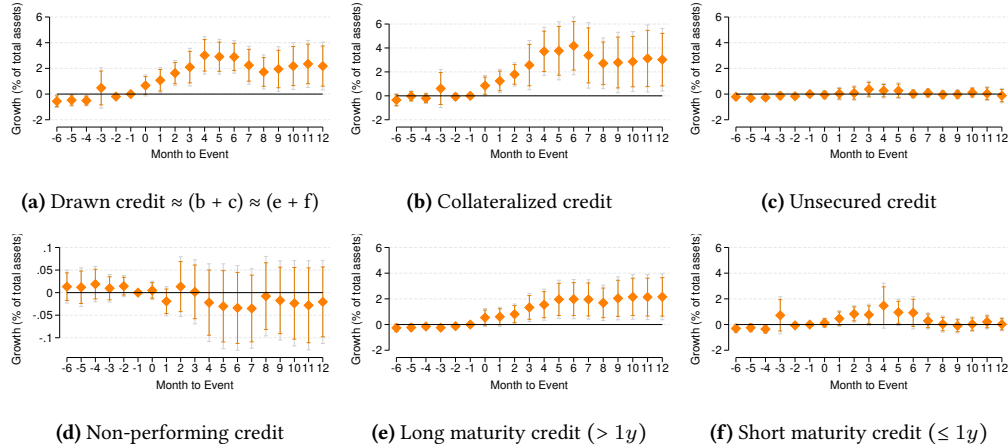 Growth (% of total assets)
6
4
2
0
-2
-6 -5 -4 -3 -2 -1 0 1 2 3 4 5 6 7 8 9 10 11 12
Month to Event
(a) Drawn credit ≈ (b + c) ≈ (e + f)
Growth (% of total assets)
6
4
2
0
-2
-6 -5 -4 -3 -2 -1 0 1 2 3 4 5 6 7 8 9 10 11 12
Month to Event
(b) Collateralized credit
Growth (% of total assets)
6
4
2
0
-2
-6 -5 -4 -3 -2 -1 0 1 2 3 4 5 6 7 8 9 10 11 12
Month to Event
(c) Unsecured credit
Growth (% of total assets)
.1
.05
0
-.05
-.1
-6 -5 -4 -3 -2 -1 0 1 2 3 4 5 6 7 8 9 10 11 12
Month to Event
(d) Non-performing credit
Growth (% of total assets)
6
4
2
0
-2
-6 -5 -4 -3 -2 -1 0 1 2 3 4 5 6 7 8 9 10 11 12
Month to Event
(e) Long maturity credit (> 1y)
Growth (% of total assets)
6
4
2
0
-2
-6 -5 -4 -3 -2 -1 0 1 2 3 4 5 6 7 8 9 10 11 12
Month to Event
(f) Short maturity credit (≤ 1y)